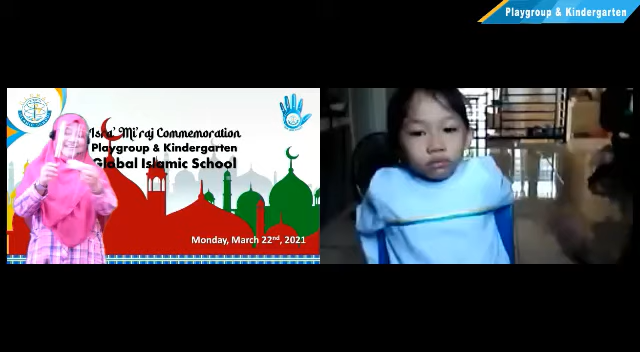 Playgroup & Kindergarten
Isra' Mi'raj Commemoration
Playgroup & Kindergarten
Global Islamic School
Monday, March 22nd, 2021